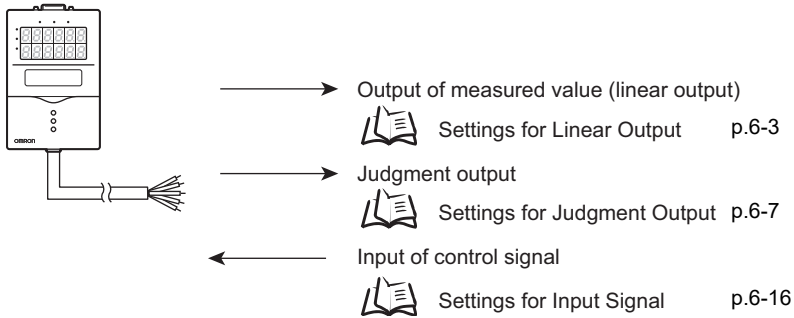 Output of measured value (linear output)
Settings for Linear Output p.6-3
Judgment output
Settings for Judgment Output p.6-7
OMRON
Input of control signal
Settings for Input Signal p.6-16